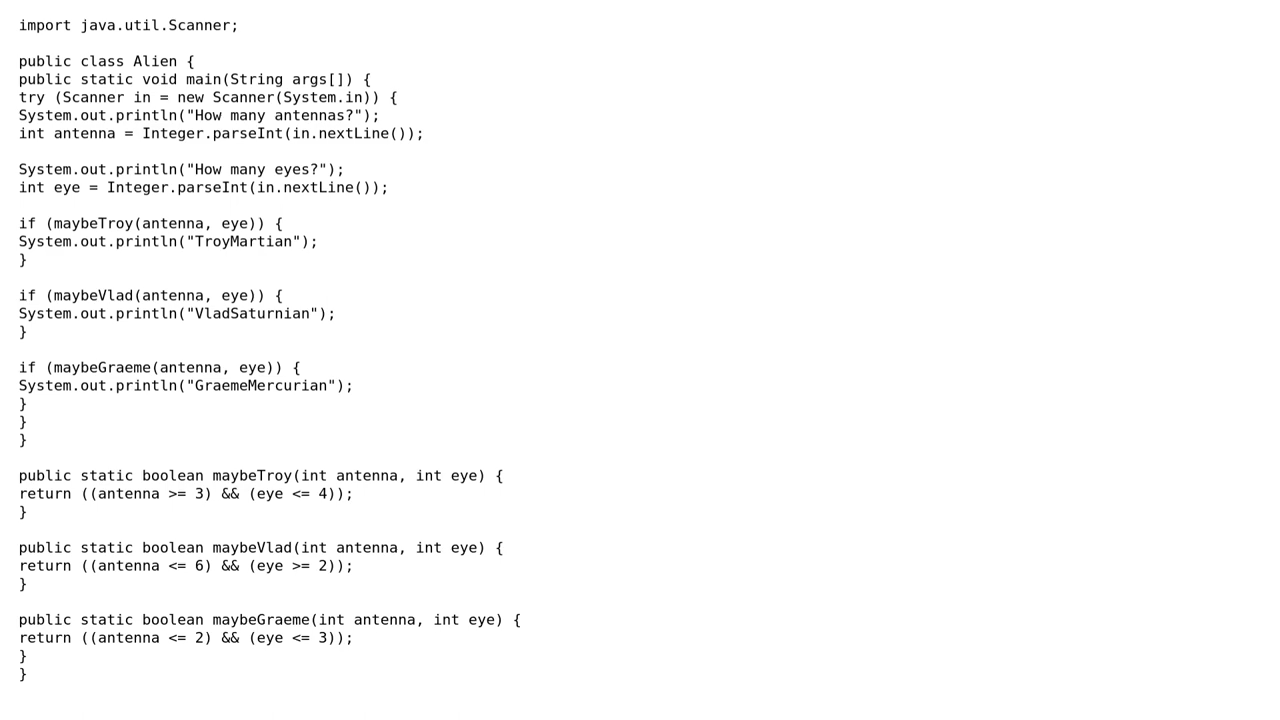 import java.util.Scanner;
public class Alien {
public static void main(String args[]) {
try (Scanner in = new Scanner(System.in)) {
System.out.println("How many antennas?");
int antenna = Integer.parseInt(in.nextLine());
System.out.println("How many eyes?");
int eye = Integer.parseInt(in.nextLine());
if (maybeTroy(antenna, eye)) {
System.out.println("TroyMartian");
}
if (maybeVlad(antenna, eye)) {
System.out.println("VladSaturnian");
}
if (maybeGraeme(antenna, eye)) {
System.out.println("GraemeMercurian");
}
}
}
public static boolean maybeTroy(int antenna, int eye) {
return ((antenna >= 3) && (eye <= 4));
}
public static boolean maybeVlad(int antenna, int eye) {
return ((antenna <= 6) && (eye >= 2));
}
public static boolean maybeGraeme(int antenna, int eye) {
return ((antenna <= 2) && (eye <= 3));
}
}